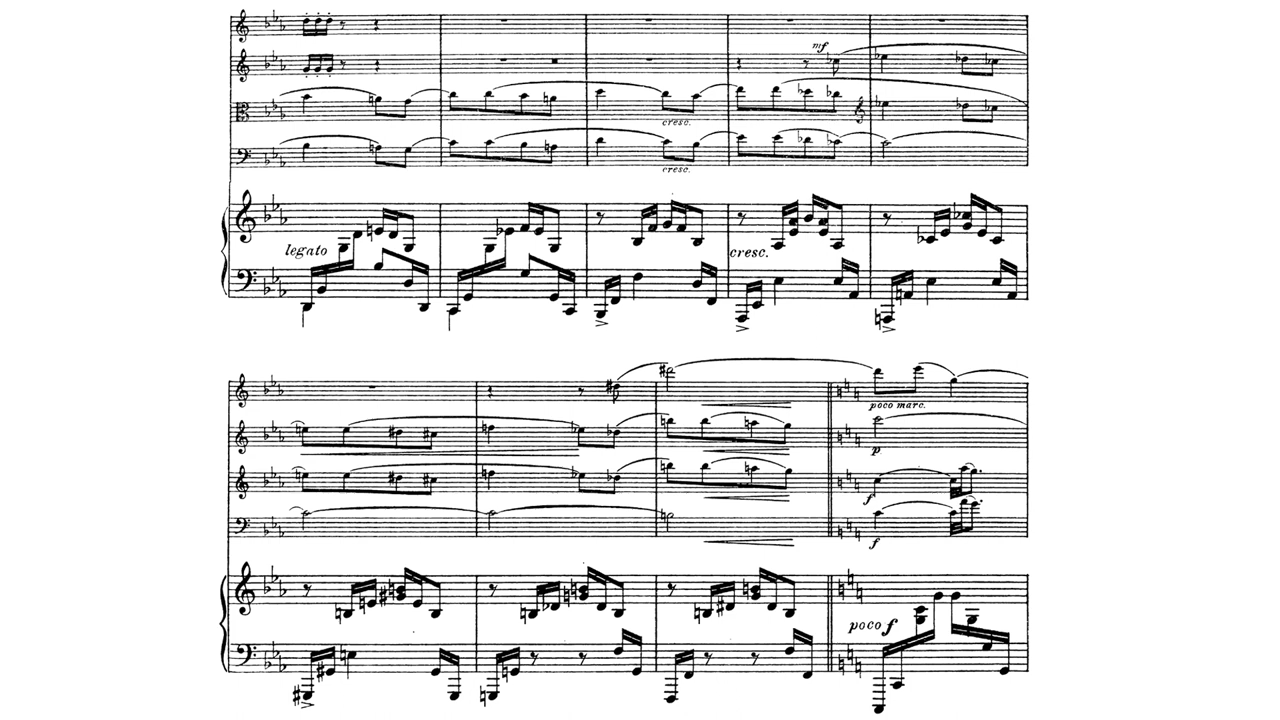 mf
cresc.
cresc.
legato
cresc.
poco marc.
p
f
f
poco f